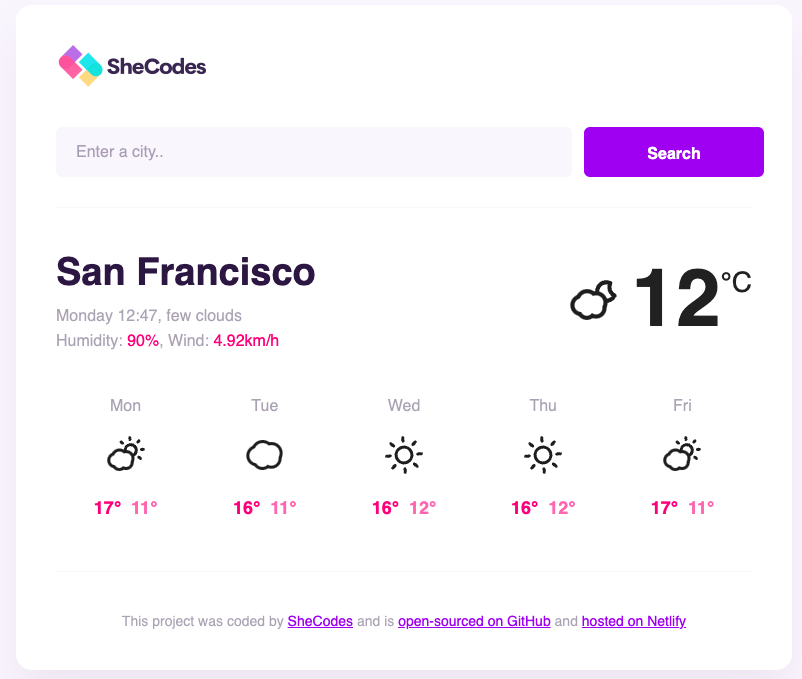 SheCodes
Enter a city..
Search
San Francisco
12°C
Monday 12:47, few clouds
Humidity: 90%, Wind: 4.92km/h
Mon Tue Wed Thu Fri
17° 11° 16° 11° 16° 12° 16° 12° 17° 11°
This project was coded by SheCodes and is open-sourced on GitHub and hosted on Netlify